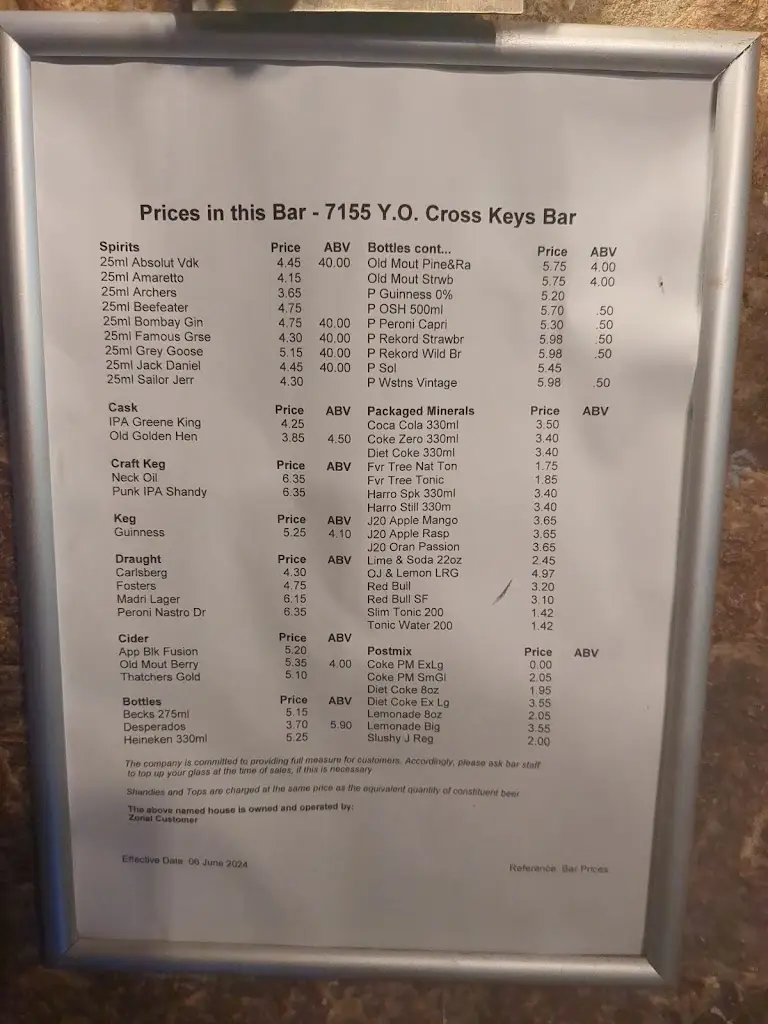 Prices in this Bar - 7155 Y.O. Cross Keys Bar
Spirits Price ABV
25ml Absolut Vdk 4.45 40.00
25ml Amaretto 4.15
25ml Archers 3.65
25ml Beefeater 4.75
25ml Bombay Gin 4.75 40.00
25ml Famous Grse 4.30 40.00
25ml Grey Goose 5.15 40.00
25ml Jack Daniel 4.45 40.00
25ml Sailor Jerr 4.30
Cask Price ABV
IPA Greene King 4.25
Old Golden Hen 3.85 4.50
Craft Keg Price ABV
Neck Oil 6.35
Punk IPA Shandy 6.35
Keg Price ABV
Guinness 5.25 4.10
Draught Price ABV
Carlsberg 4.30
Fosters 4.75
Madri Lager 6.15
Peroni Nastro Dr 6.35
Cider Price ABV
App Blk Fusion 5.20
Old Mout Berry 5.35 4.00
Thatchers Gold 5.10
Bottles Price ABV
Becks 275ml 5.15
Desperados 3.70 5.90
Heineken 330ml 5.25
Bottles cont... Price ABV
Old Mout Pine&Ra 5.75 4.00
Old Mout Strwb 5.75 4.00
P Guinness 0% 5.20
P OSH 500ml 5.70 .50
P Peroni Capri 5.30 .50
P Rekord Strawbr 5.98 .50
P Rekord Wild Br 5.98 .50
P Sol 5.45
P Wstns Vintage 5.98 .50
Packaged Minerals Price ABV
Coca Cola 330ml 3.50
Coke Zero 330ml 3.40
Diet Coke 330ml 3.40
Fvr Tree Nat Ton 1.75
Fvr Tree Tonic 1.85
Harro Spk 330ml 3.40
Harro Still 330m 3.40
J20 Apple Mango 3.65
J20 Apple Rasp 3.65
J20 Oran Passion 3.65
Lime & Soda 22oz 2.45
OJ & Lemon LRG 4.97
Red Bull 3.20
Red Bull SF 3.10
Slim Tonic 200 1.42
Tonic Water 200 1.42
Postmix Price ABV
Coke PM ExLg 0.00
Coke PM SmGl 2.05
Diet Coke 8oz 1.95
Diet Coke Ex Lg 3.55
Lemonade 8oz 2.05
Lemonade Big 3.55
Slushy J Reg 2.00
The company is committed to providing full measure for customers. Accordingly, please ask bar staff
to top up your glass at the time of sales, if this is necessary
Shandies and Tops are charged at the same price as the equivalent quantity of constituent beer
The above named house is owned and operated by:
Zonal Customer
Effective Date: 06 June 2024
Reference: Bar Prices